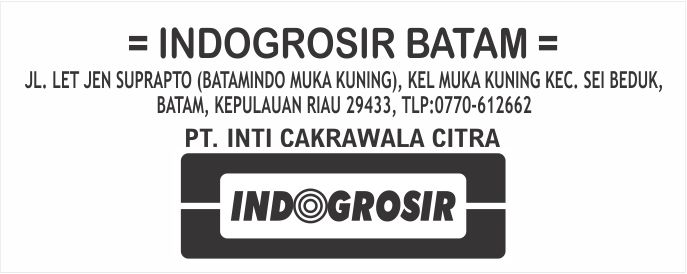 = INDOGROSIR BATAM =
JL. LET JEN SUPRAPTO (BATAMINDO MUKA KUNING), KEL MUKA KUNING KEC. SEI BEDUK,
BATAM, KEPULAUAN RIAU 29433, TLP:0770-612662
PT. INTI CAKRAWALA CITRA
INDOGROSIR